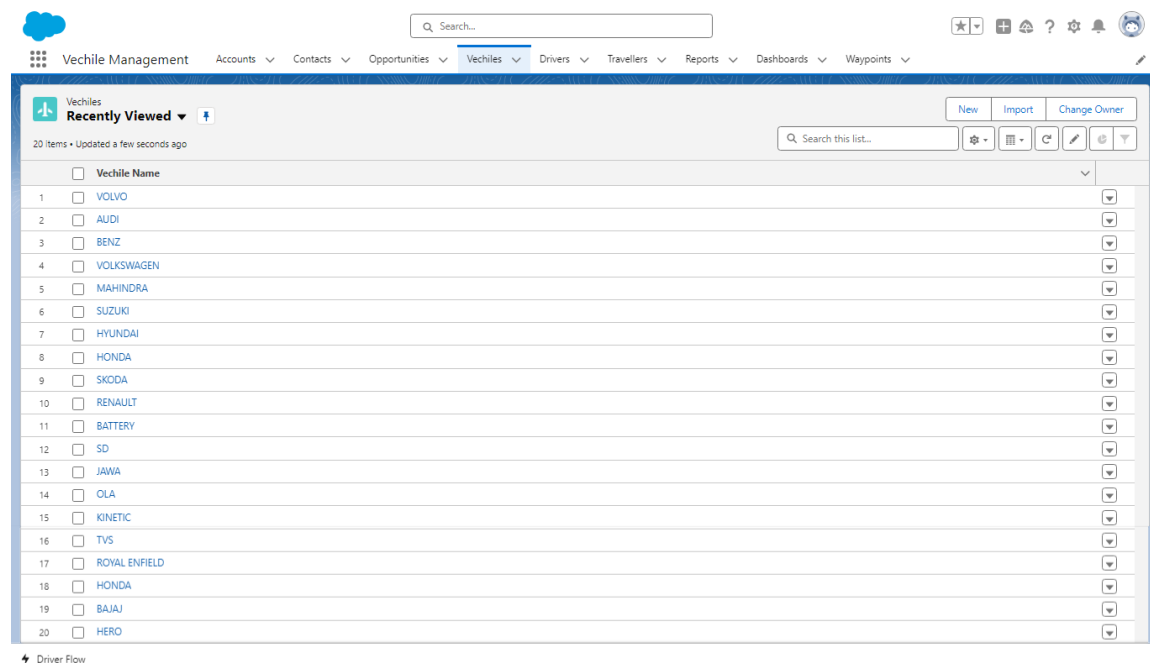 Search...
Vechile Management Accounts Contacts Opportunities Vechiles Drivers Travellers Reports Dashboards Waypoints
Vechiles
Recently Viewed
New Import Change Owner
20 Items • Updated a few seconds ago
Search this list...
Vechile Name
1 VOLVO
2 AUDI
3 BENZ
4 VOLKSWAGEN
5 MAHINDRA
6 SUZUKI
7 HYUNDAI
8 HONDA
9 SKODA
10 RENAULT
11 BATTERY
12 SD
13 JAWA
14 OLA
15 KINETIC
16 TVS
17 ROYAL ENFIELD
18 HONDA
19 BAJAJ
20 HERO
Driver Flow